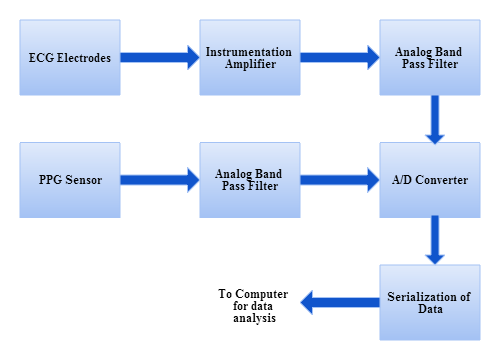 ECG Electrodes
Instrumentation
Amplifier
Analog Band
Pass Filter
PPG Sensor
Analog Band
Pass Filter
A/D Converter
Serialization of
Data
To Computer
for data
analysis